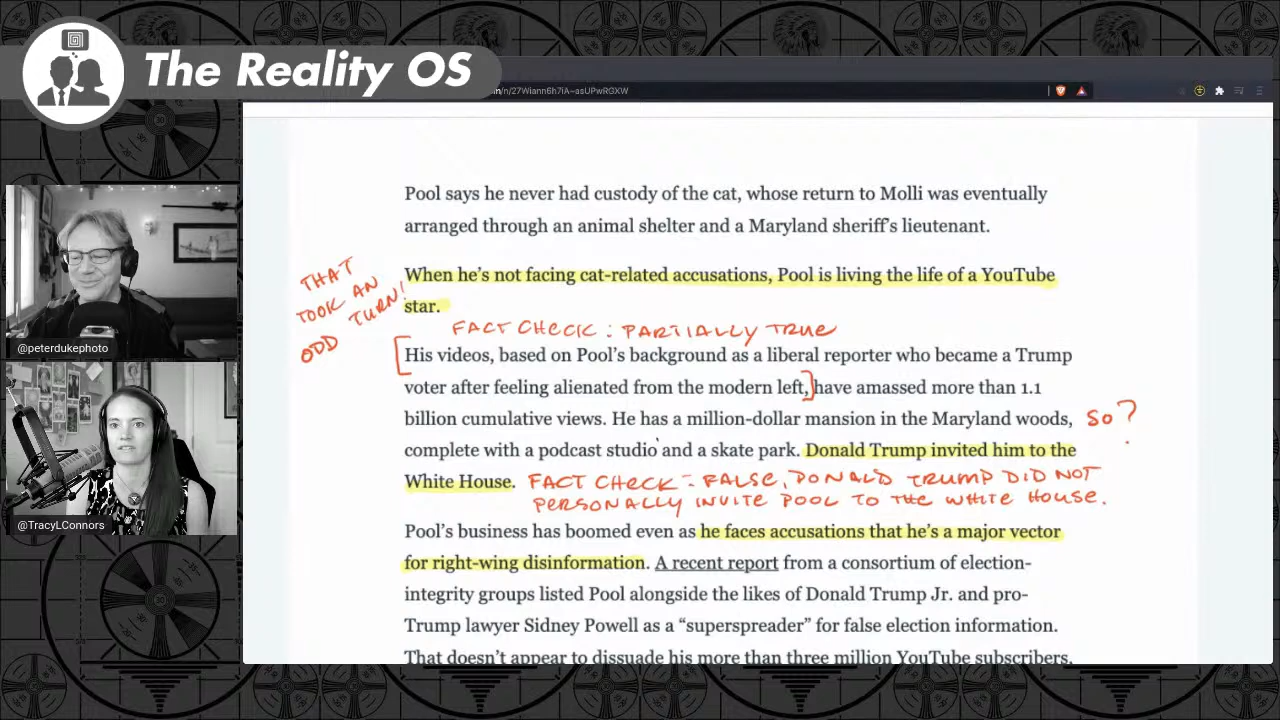 The Reality OS
n/27Wiann6h7iA-asUPwRGXW
Pool says he never had custody of the cat, whose return to Molli was eventually
arranged through an animal shelter and a Maryland sheriff's lieutenant.
THAT
TOOK AN
ODD TURN!
When he's not facing cat-related accusations, Pool is living the life of a YouTube
star.
FACT CHECK: PARTIALLY TRUE
[His videos, based on Pool's background as a liberal reporter who became a Trump
voter after feeling alienated from the modern left,] have amassed more than 1.1
billion cumulative views. He has a million-dollar mansion in the Maryland woods, SO?
complete with a podcast studio and a skate park. Donald Trump invited him to the
White House. FACT CHECK - FALSE, DONALD TRUMP DID NOT
PERSONALLY INVITE POOL TO THE WHITE HOUSE.
Pool's business has boomed even as he faces accusations that he's a major vector
for right-wing disinformation. A recent report from a consortium of election-
integrity groups listed Pool alongside the likes of Donald Trump Jr. and pro-
Trump lawyer Sidney Powell as a “superspreader” for false election information.
That doesn't appear to dissuade his more than three million YouTube subscribers,
@peterdukephoto
@TracyLConnors